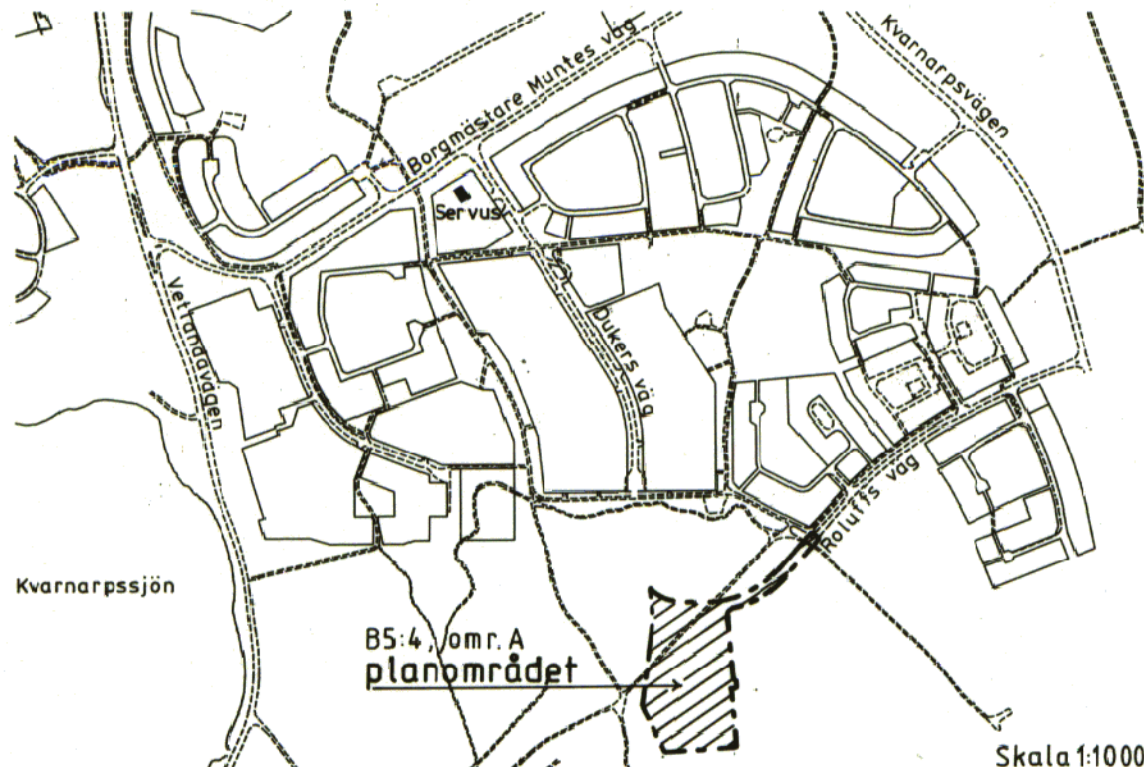 Kvarnarpsvägen
Borgmästare Muntes väg
Servus
Vetlandavägen
Dukers väg
Roluffs väg
Kvarnarpssjön
B5:4, omr. A
planområdet
Skala 1:1000